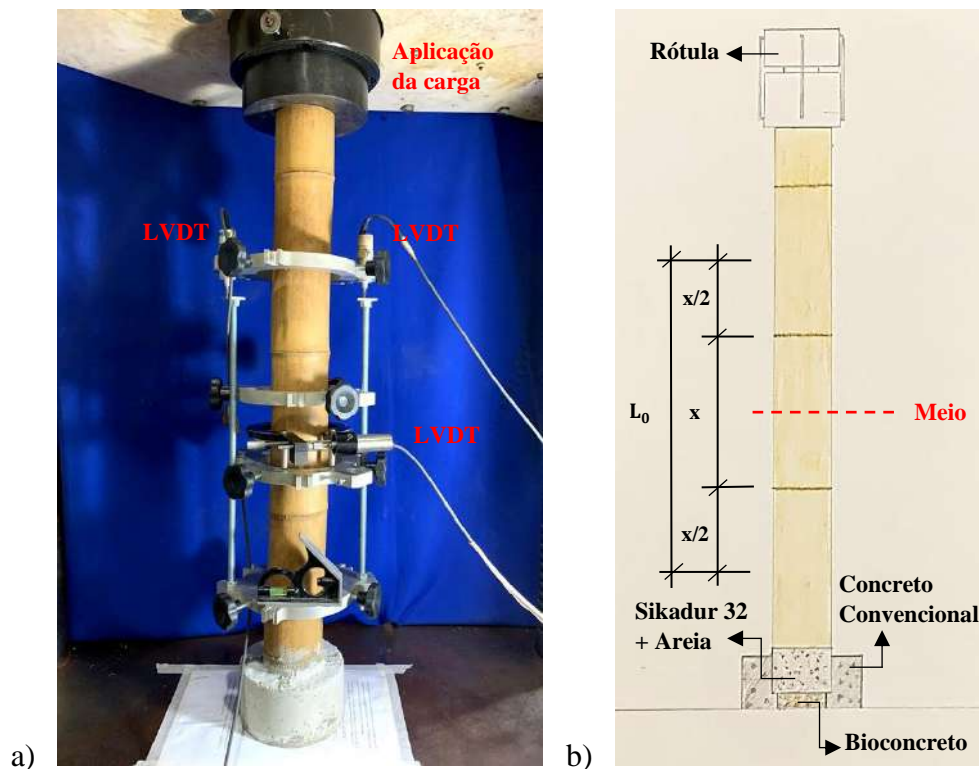 Aplicação
da carga
LVDT
LVDT
LVDT
a)
Rótula
x/2
L₀
x
Meio
x/2
Sikadur 32
+ Areia
Concreto
Convencional
Bioconcreto
b)